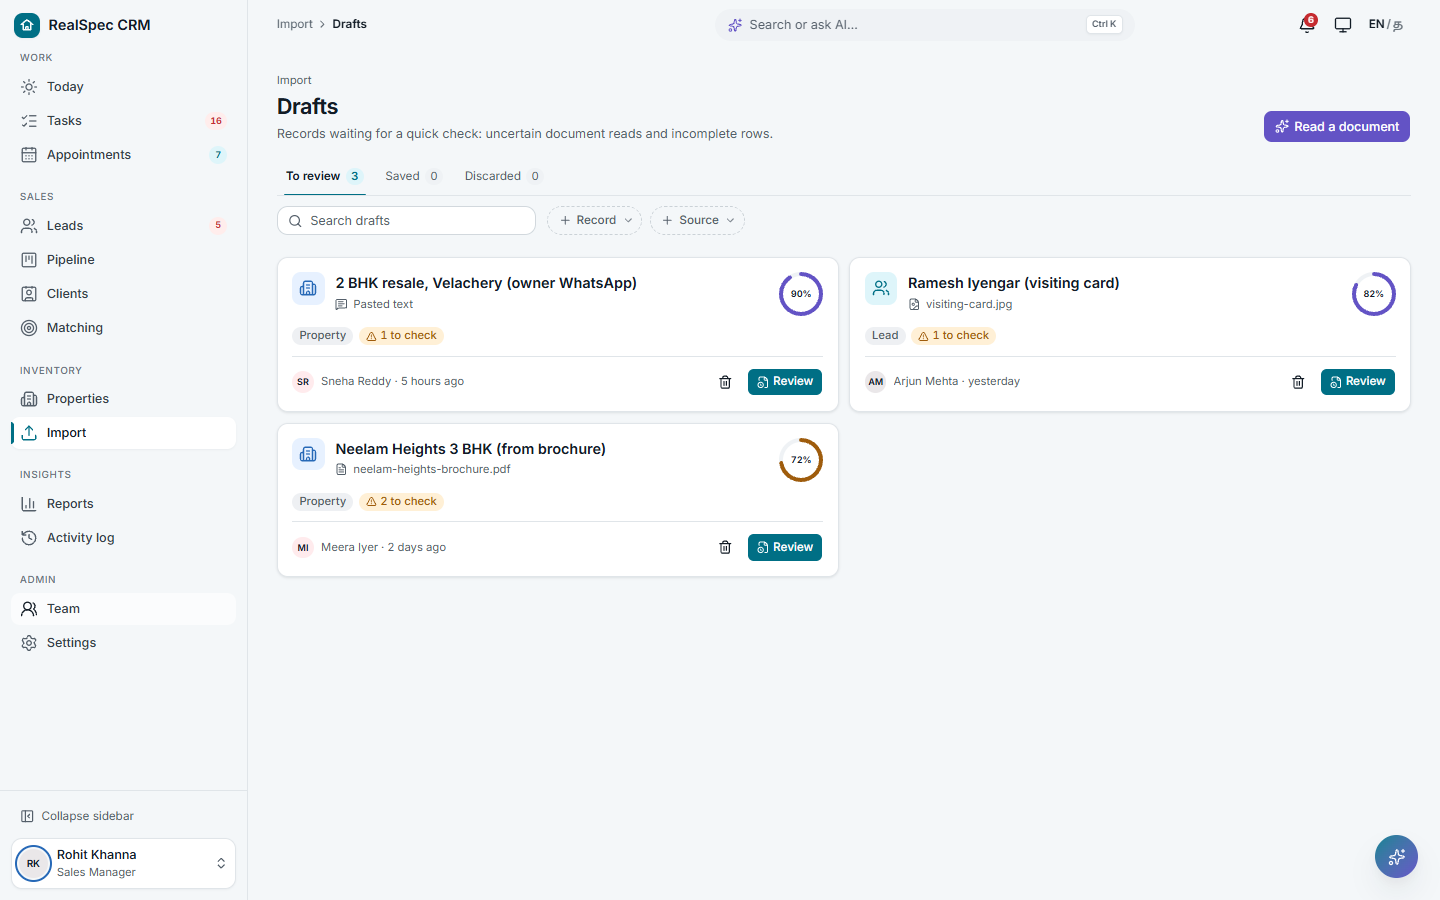 RealSpec CRM
WORK
Today
Tasks 16
Appointments 7
SALES
Leads 5
Pipeline
Clients
Matching
INVENTORY
Properties
Import
INSIGHTS
Reports
Activity log
ADMIN
Team
Settings
Collapse sidebar
RK
Rohit Khanna
Sales Manager
Import > Drafts
Search or ask AI...
Ctrl K
6
EN / த
Import
Drafts
Records waiting for a quick check: uncertain document reads and incomplete rows.
Read a document
To review 3
Saved 0
Discarded 0
Search drafts
Record
Source
2 BHK resale, Velachery (owner WhatsApp)
Pasted text
90%
Property
1 to check
SR
Sneha Reddy · 5 hours ago
Review
Ramesh Iyengar (visiting card)
visiting-card.jpg
82%
Lead
1 to check
AM
Arjun Mehta · yesterday
Review
Neelam Heights 3 BHK (from brochure)
neelam-heights-brochure.pdf
72%
Property
2 to check
MI
Meera Iyer · 2 days ago
Review